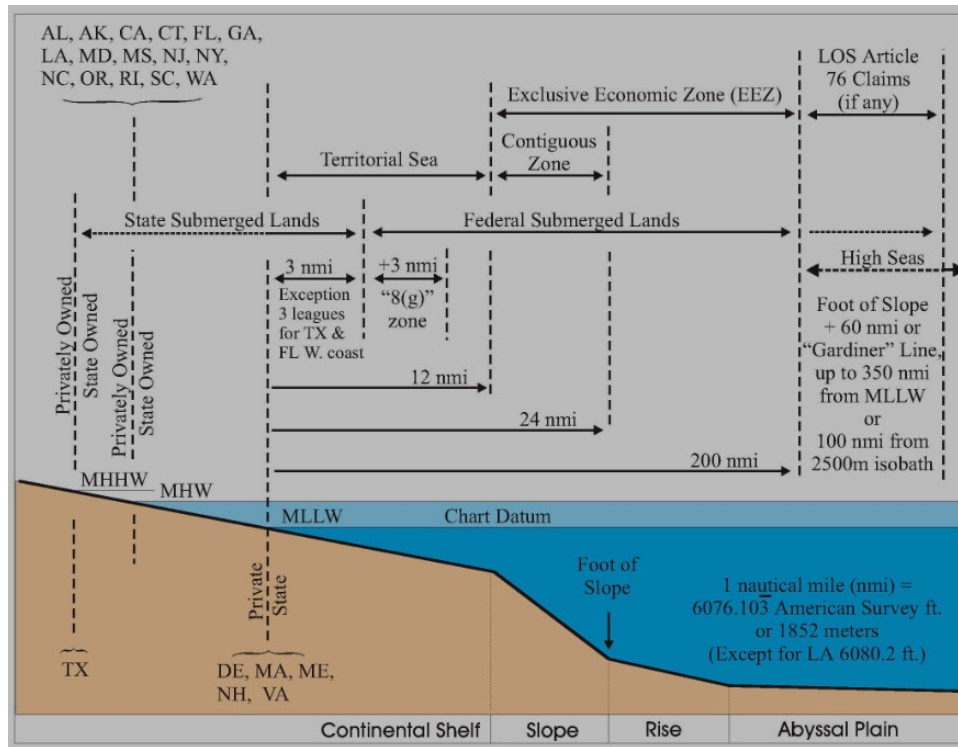 AL, AK, CA, CT, FL, GA,
LA, MD, MS, NJ, NY,
NC, OR, RI, SC, WA
LOS Article
76 Claims
(if any)
Exclusive Economic Zone (EEZ)
Contiguous
Zone
Territorial Sea
State Submerged Lands
Federal Submerged Lands
High Seas
3 nmi
Exception
3 leagues
for TX &
FL W. coast
+3 nmi
"8(g)"
zone
Privately Owned
State Owned
Privately Owned
State Owned
Foot of Slope
+ 60 nmi or
"Gardiner" Line,
up to 350 nmi
from MLLW
or
100 nmi from
2500m isobath
12 nmi
24 nmi
200 nmi
MHHW
MHW
MLLW
Chart Datum
Private
State
Foot of
Slope
1 nautical mile (nmi) =
6076.103̅ American Survey ft.
or 1852 meters
(Except for LA 6080.2 ft.)
TX
DE, MA, ME,
NH, VA
Continental Shelf
Slope
Rise
Abyssal Plain